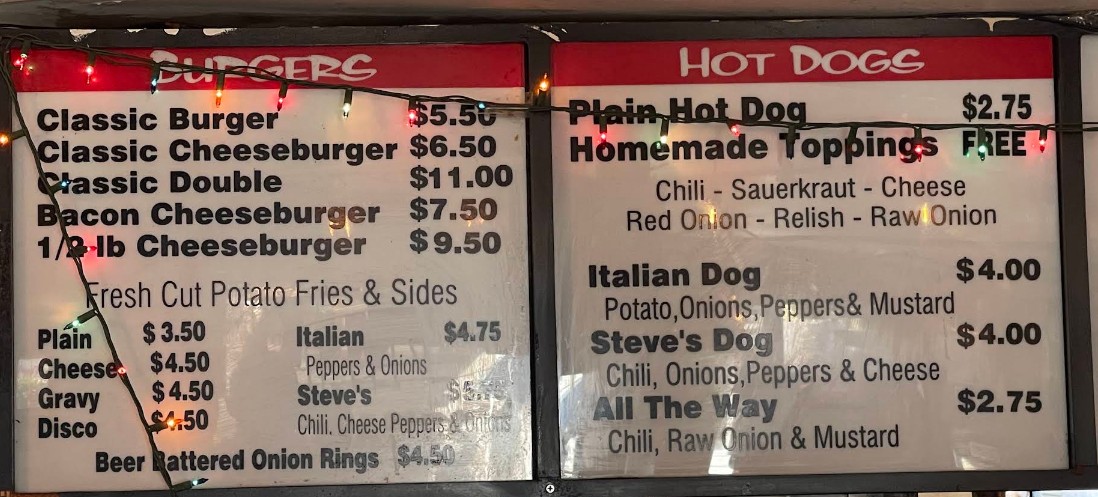 BURGERS
Classic Burger $5.50
Classic Cheeseburger $6.50
Classic Double $11.00
Bacon Cheeseburger $7.50
1/2 lb Cheeseburger $9.50
Fresh Cut Potato Fries & Sides
Plain $3.50
Cheese $4.50
Gravy $4.50
Disco $4.50
Italian $4.75
Peppers & Onions
Steve's
Chili, Cheese Peppers & Onions
Beer Battered Onion Rings $4.50
HOT DOGS
Plain Hot Dog $2.75
Homemade Toppings FREE
Chili - Sauerkraut - Cheese
Red Onion - Relish - Raw Onion
Italian Dog $4.00
Potato,Onions,Peppers& Mustard
Steve's Dog $4.00
Chili, Onions,Peppers & Cheese
All The Way $2.75
Chili, Raw Onion & Mustard